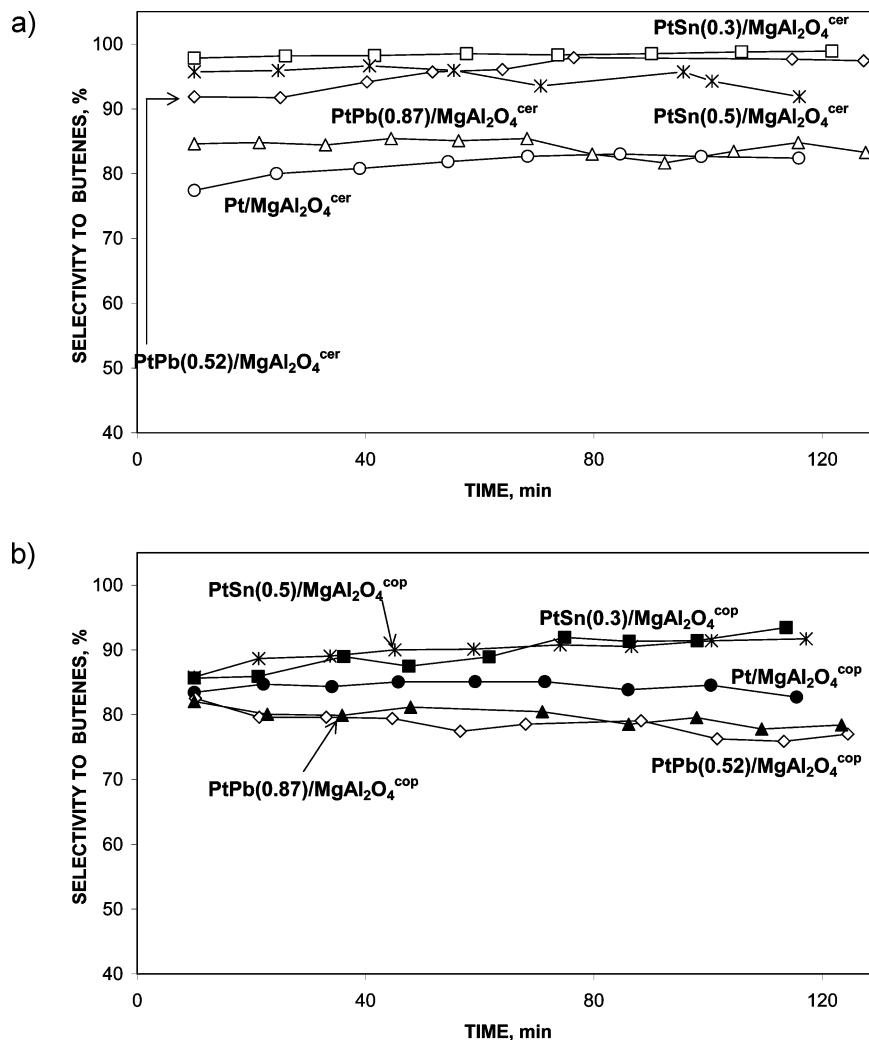 a)
PtSn(0.3)/MgAl₂O₄ᶜᵉʳ
100
90
PtPb(0.87)/MgAl₂O₄ᶜᵉʳ
PtSn(0.5)/MgAl₂O₄ᶜᵉʳ
80
Pt/MgAl₂O₄ᶜᵉʳ
70
60
PtPb(0.52)/MgAl₂O₄ᶜᵉʳ
50
40
SELECTIVITY TO BUTENES, %
0
40
80
120
TIME, min
b)
100
PtSn(0.5)/MgAl₂O₄ᶜᵒᵖ
PtSn(0.3)/MgAl₂O₄ᶜᵒᵖ
90
Pt/MgAl₂O₄ᶜᵒᵖ
80
PtPb(0.52)/MgAl₂O₄ᶜᵒᵖ
PtPb(0.87)/MgAl₂O₄ᶜᵒᵖ
70
60
50
40
SELECTIVITY TO BUTENES, %
0
40
80
120
TIME, min